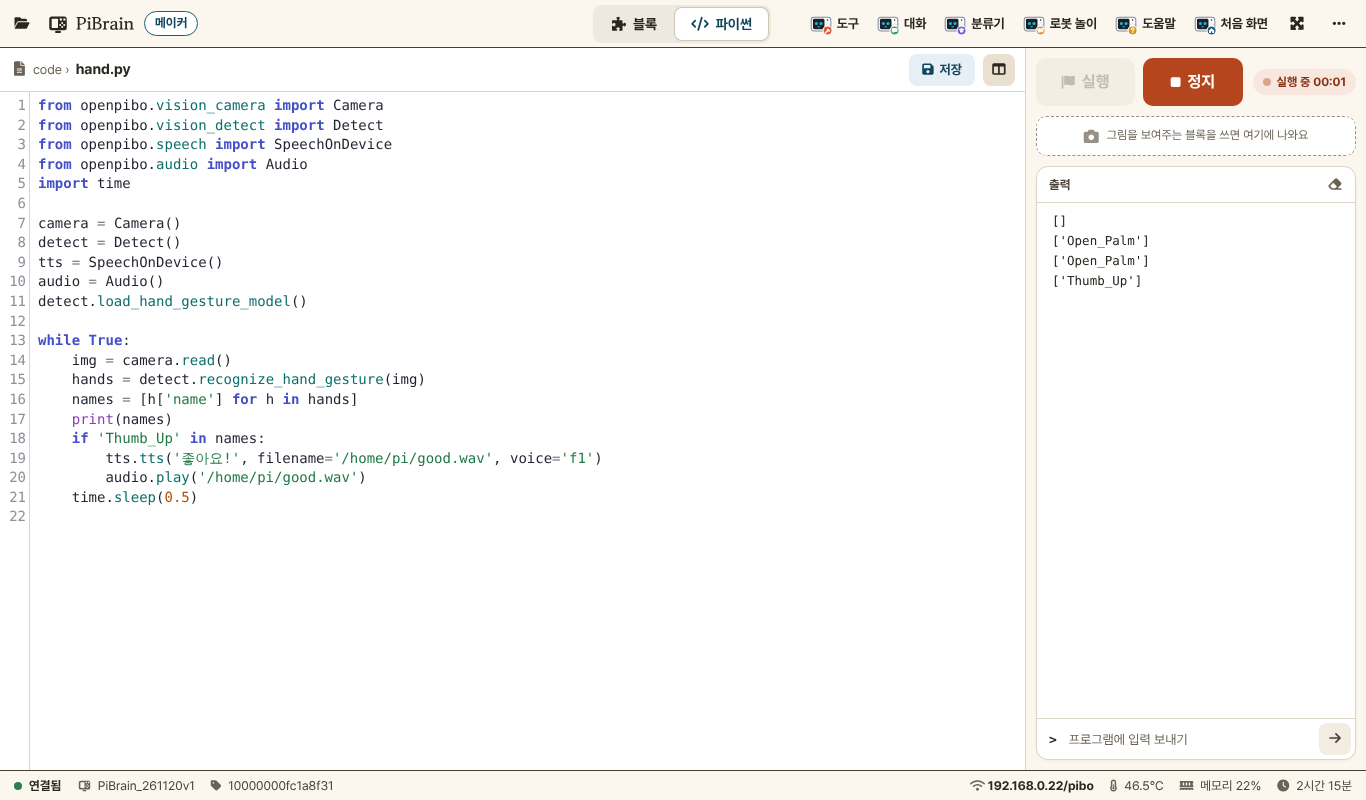 PiBrain 메이커
블록 파이썬
도구 대화 분류기 로봇 놀이 도움말 처음 화면
code › hand.py
저장
1 from openpibo.vision_camera import Camera
2 from openpibo.vision_detect import Detect
3 from openpibo.speech import SpeechOnDevice
4 from openpibo.audio import Audio
5 import time
6
7 camera = Camera()
8 detect = Detect()
9 tts = SpeechOnDevice()
10 audio = Audio()
11 detect.load_hand_gesture_model()
12
13 while True:
14     img = camera.read()
15     hands = detect.recognize_hand_gesture(img)
16     names = [h['name'] for h in hands]
17     print(names)
18     if 'Thumb_Up' in names:
19         tts.tts('좋아요!', filename='/home/pi/good.wav', voice='f1')
20         audio.play('/home/pi/good.wav')
21     time.sleep(0.5)
22
실행 정지 실행 중 00:01
그림을 보여주는 블록을 쓰면 여기에 나와요
출력
[]
['Open_Palm']
['Open_Palm']
['Thumb_Up']
> 프로그램에 입력 보내기
연결됨 PiBrain_261120v1 10000000fc1a8f31
192.168.0.22/pibo 46.5°C 메모리 22% 2시간 15분